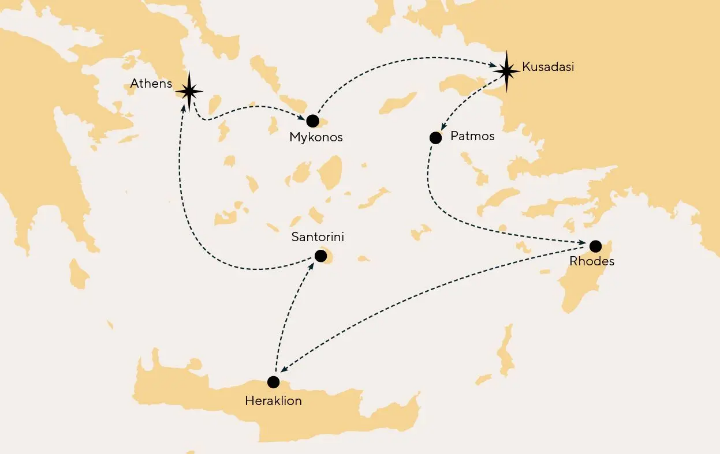 Kusadasi
Athens
Mykonos
Patmos
Santorini
Rhodes
Heraklion